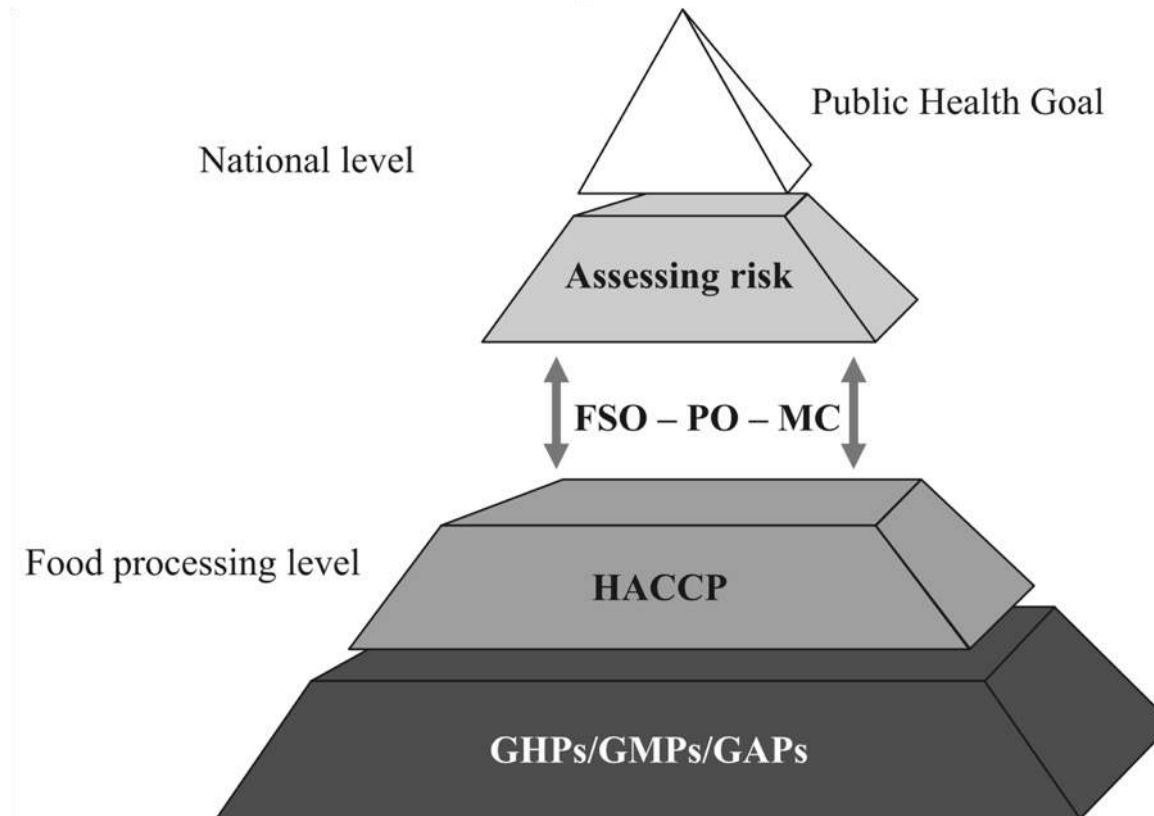 Public Health Goal
National level
Assessing risk
FSO – PO – MC
Food processing level
HACCP
GHPs/GMPs/GAPs